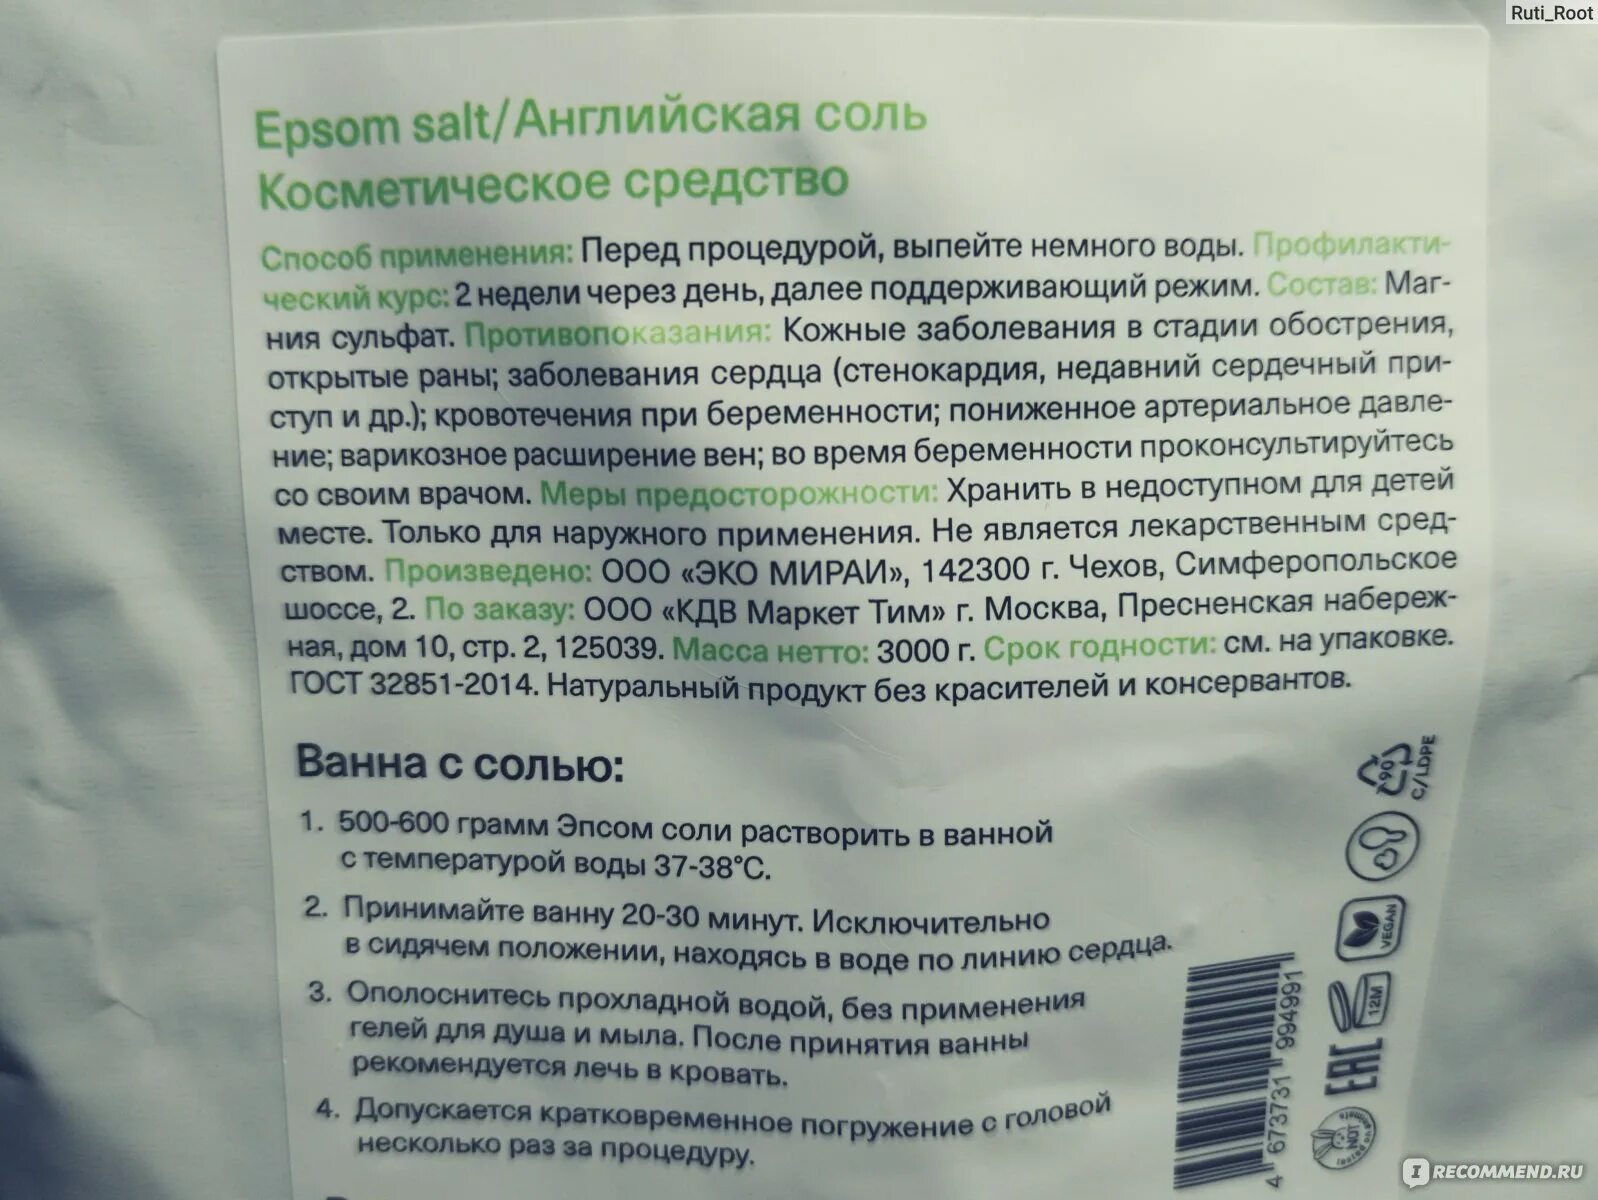 Ruti_Root
Epsom salt/Английская соль
Косметическое средство
Способ применения: Перед процедурой, выпейте немного воды. Профилакти-
ческий курс: 2 недели через день, далее поддерживающий режим. Состав: Маг-
ния сульфат. Противопоказания: Кожные заболевания в стадии обострения,
открытые раны; заболевания сердца (стенокардия, недавний сердечный при-
ступ и др.); кровотечения при беременности; пониженное артериальное давле-
ние; варикозное расширение вен; во время беременности проконсультируйтесь
со своим врачом. Меры предосторожности: Хранить в недоступном для детей
месте. Только для наружного применения. Не является лекарственным сред-
ством. Произведено: ООО «ЭКО МИРАИ», 142300 г. Чехов, Симферопольское
шоссе, 2. По заказу: ООО «КДВ Маркет Тим» г. Москва, Пресненская набереж-
ная, дом 10, стр. 2, 125039. Масса нетто: 3000 г. Срок годности: см. на упаковке.
ГОСТ 32851-2014. Натуральный продукт без красителей и консервантов.
Ванна с солью:
1. 500-600 грамм Эпсом соли растворить в ванной
с температурой воды 37-38°С.
2. Принимайте ванну 20-30 минут. Исключительно
в сидячем положении, находясь в воде по линию сердца.
3. Ополоснитесь прохладной водой, без применения
гелей для душа и мыла. После принятия ванны
рекомендуется лечь в кровать.
4. Допускается кратковременное погружение с головой
несколько раз за процедуру.
90
C/LDPE
VEGAN
12M
EAC
NOT
tested on animals
4 673731 994991
IRECOMMEND.RU